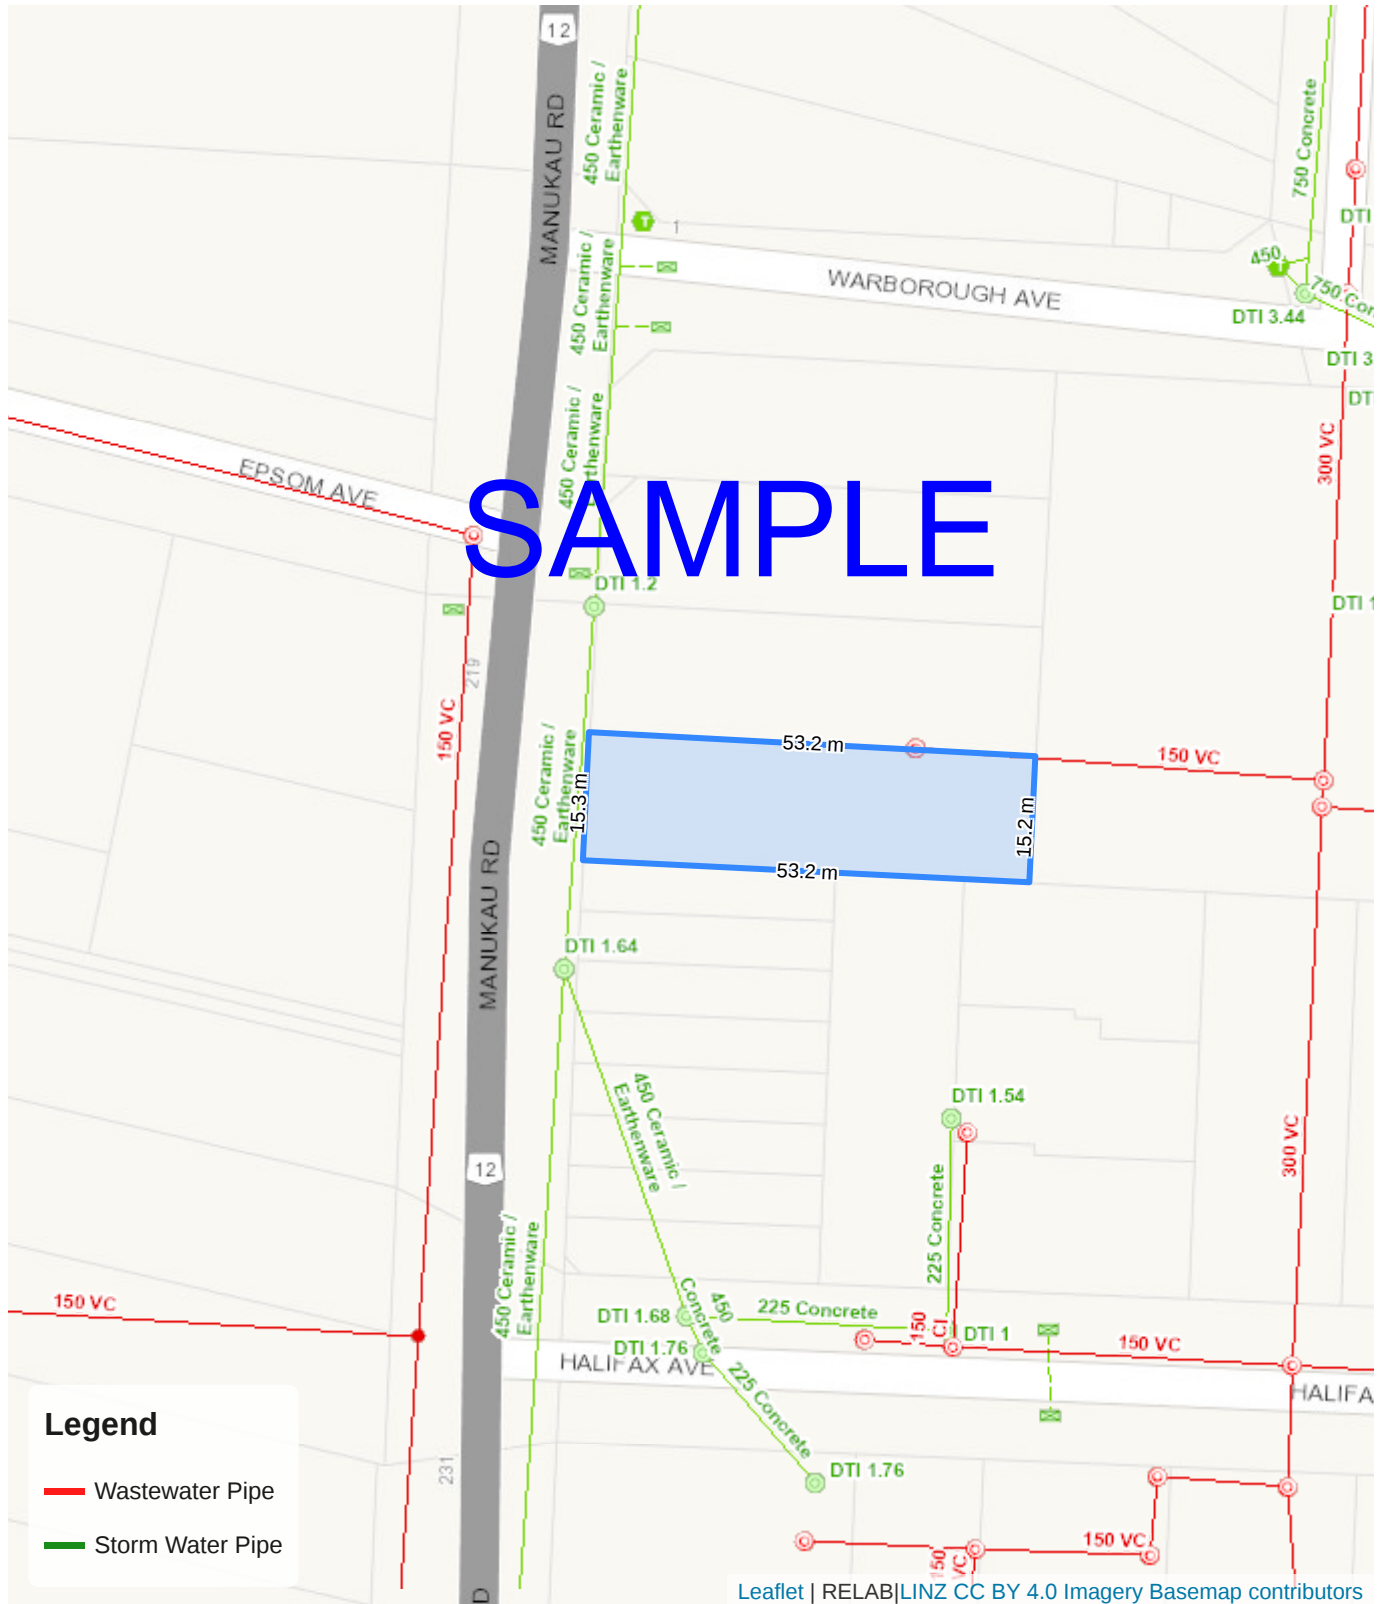 12
MANUKAU RD
450 Ceramic /
Earthenware
750 Concrete
DTI
1
450 Ceramic /
Earthenware
450
WARBOROUGH AVE
750 Con
DTI 3.44
DTI 3
DT
450 Ceramic /
rthenware
300 VC
EPSOM AVE
SAMPLE
DTI 1.2
DTI 1
219
150 VC
450 Ceramic /
Earthenware
53.2 m
150 VC
15.3 m
15.2 m
53.2 m
MANUKAU RD
DTI 1.64
450 Ceramic /
Earthenware
DTI 1.54
300 VC
12
225 Concrete
450 Ceramic /
Earthenware
150 VC
DTI 1.68
450
Concrete
225 Concrete
150
CI
DTI 1
150 VC
DTI 1.76
HALIFAX AVE
225 Concrete
HALIFA
Legend
Wastewater Pipe
Storm Water Pipe
231
DTI 1.76
150 VC
150
VC
D
Leaflet | RELAB|LINZ CC BY 4.0 Imagery Basemap contributors